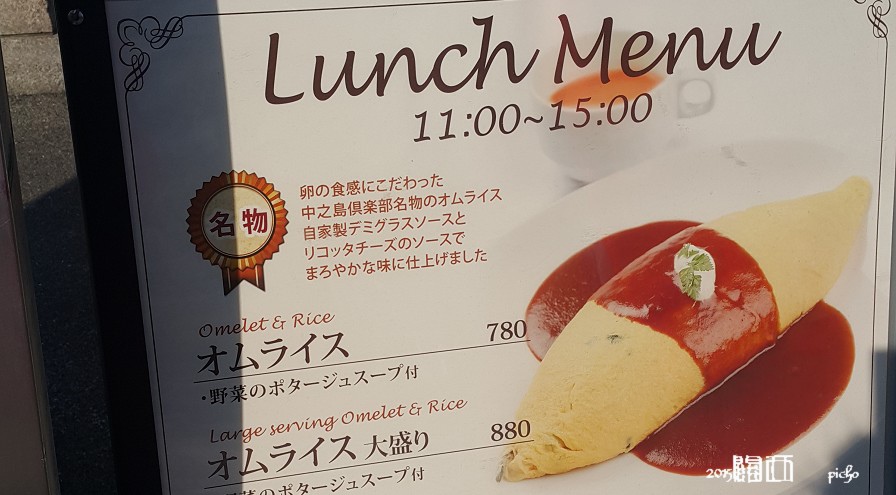 Lunch Menu
11:00~15:00
名物
卵の食感にこだわった
中之島倶楽部名物のオムライス
自家製デミグラスソースと
リコッタチーズのソースで
まろやかな味に仕上げました
Omelet & Rice
オムライス 780
・野菜のポタージュスープ付
Large serving Omelet & Rice
オムライス 大盛り 880
野菜のポタージュスープ付
2015 picho